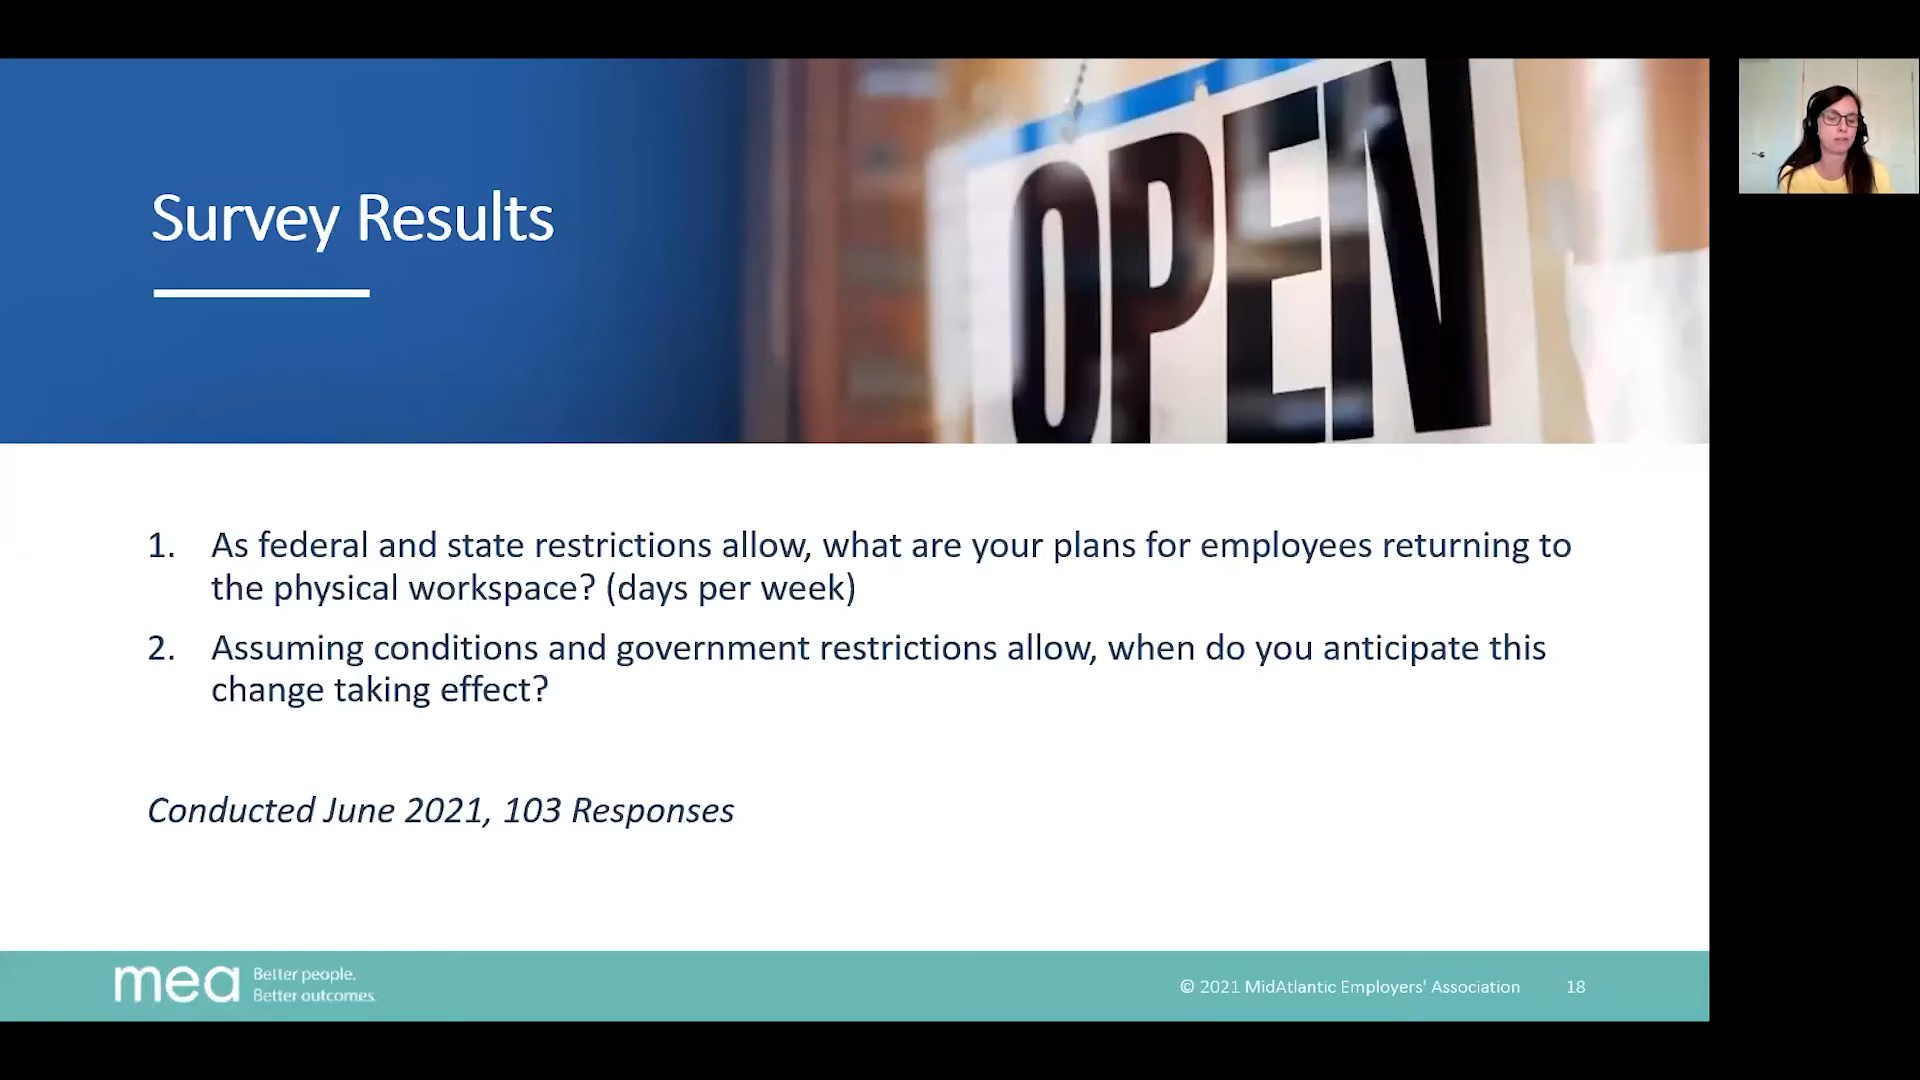 Survey Results
OPEN
1. As federal and state restrictions allow, what are your plans for employees returning to
the physical workspace? (days per week)
2. Assuming conditions and government restrictions allow, when do you anticipate this
change taking effect?
Conducted June 2021, 103 Responses
mea Better people.
Better outcomes.
© 2021 MidAtlantic Employers' Association 18